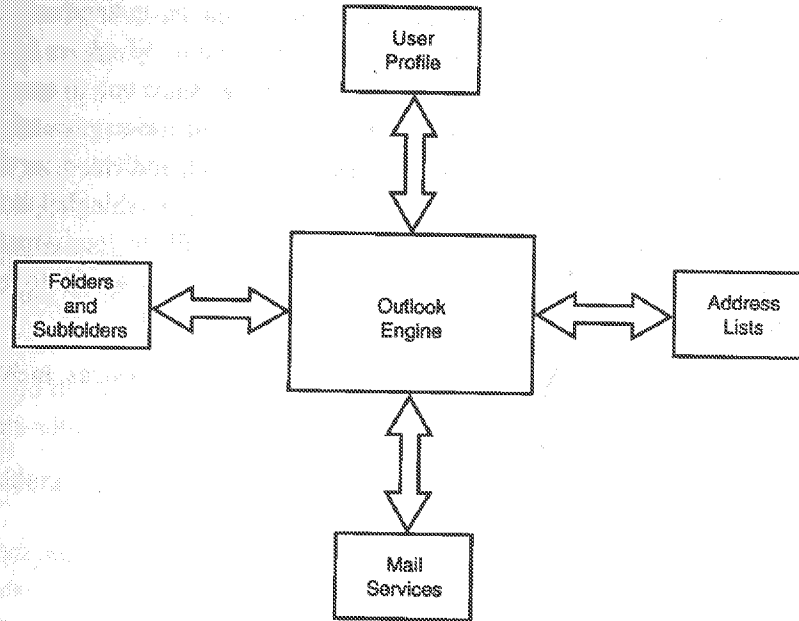 User
Profile
Folders
and
Subfolders
Outlook
Engine
Address
Lists
Mail
Services